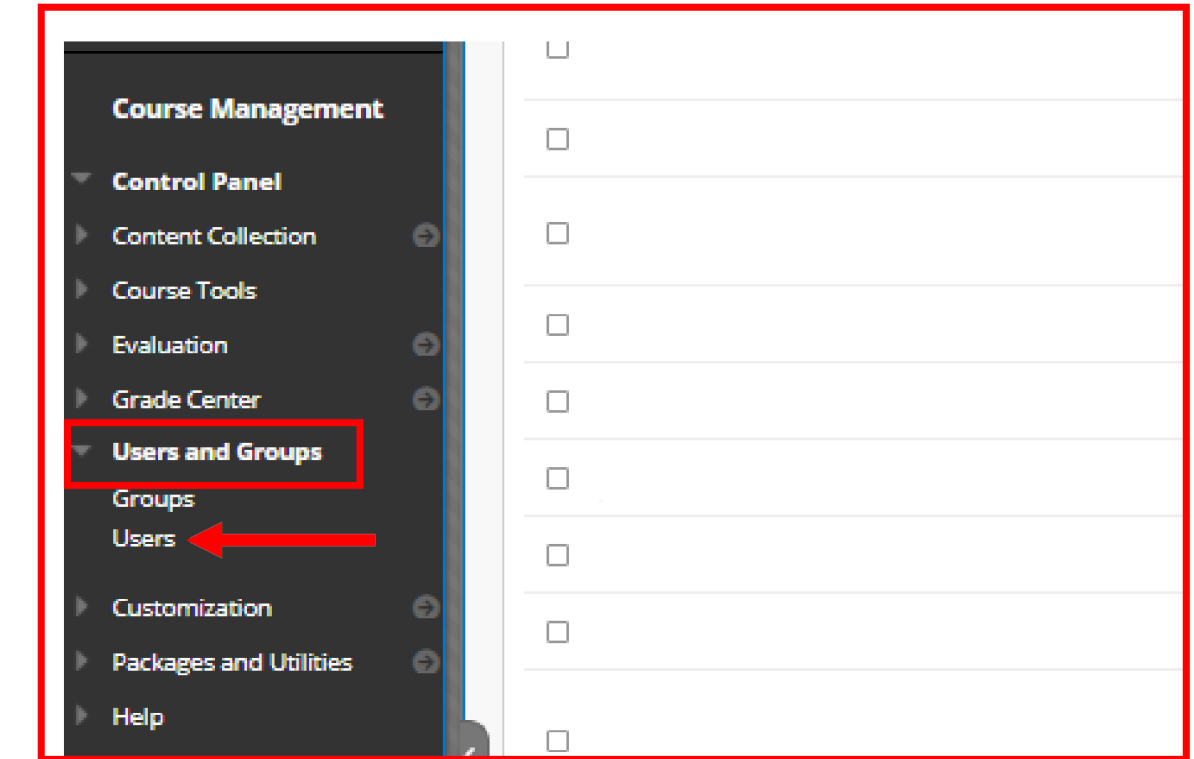 Course Management
Control Panel
Content Collection
Course Tools
Evaluation
Grade Center
Users and Groups
Groups
Users
Customization
Packages and Utilities
Help